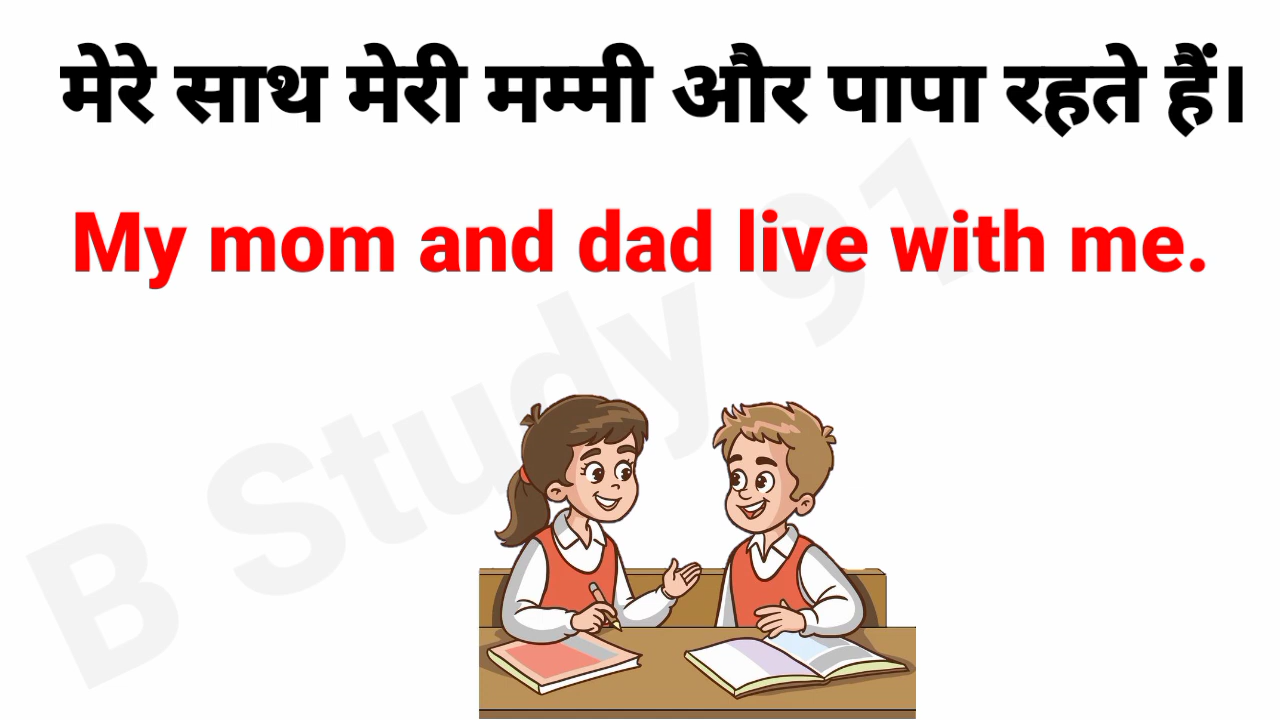 मेरे साथ मेरी मम्मी और पापा रहते हैं।
My mom and dad live with me.
B Study 91